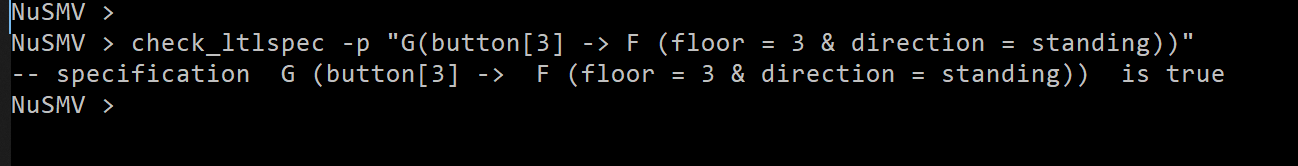 NuSMV >
NuSMV > check_ltlspec -p "G(button[3] -> F (floor = 3 & direction = standing))"
-- specification  G (button[3] ->  F (floor = 3 & direction = standing))  is true
NuSMV >